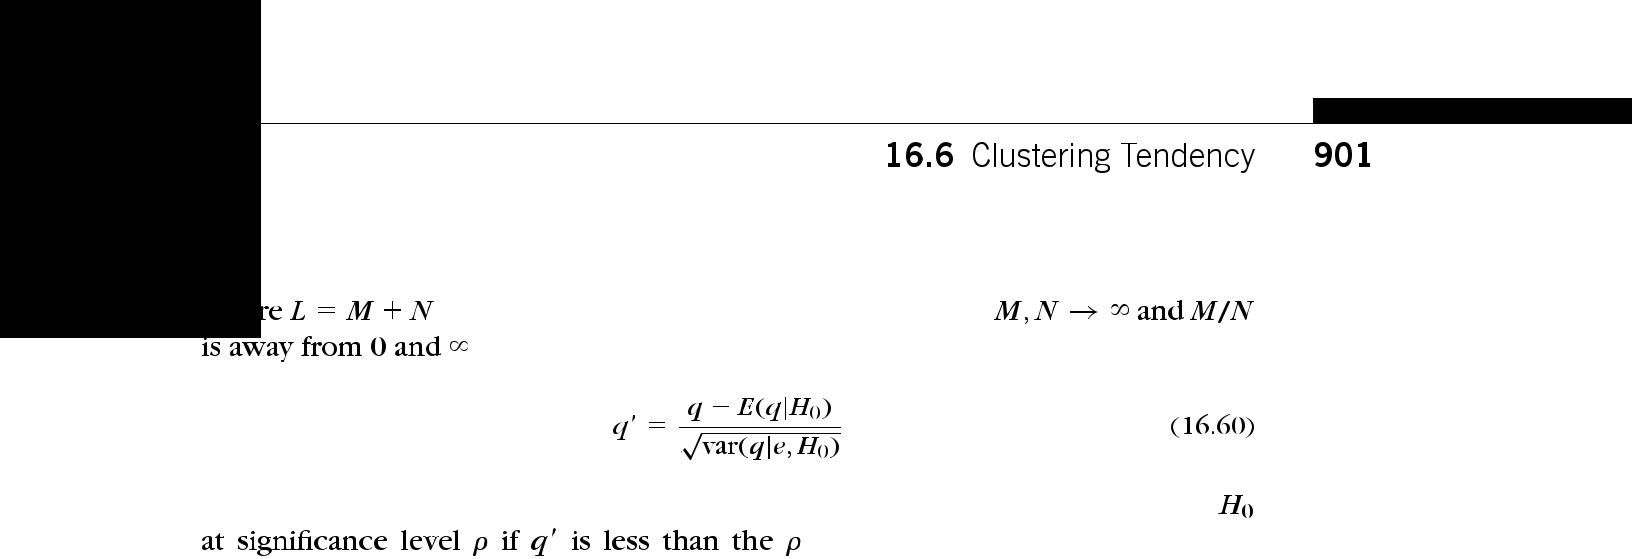 16.6 Clustering Tendency 901
re L = M + N M, N → ∞ and M/N
is away from 0 and ∞
q′ = q − E(q|H₀) / √var(q|e, H₀) (16.60)
H₀
at significance level ρ if q′ is less than the ρ